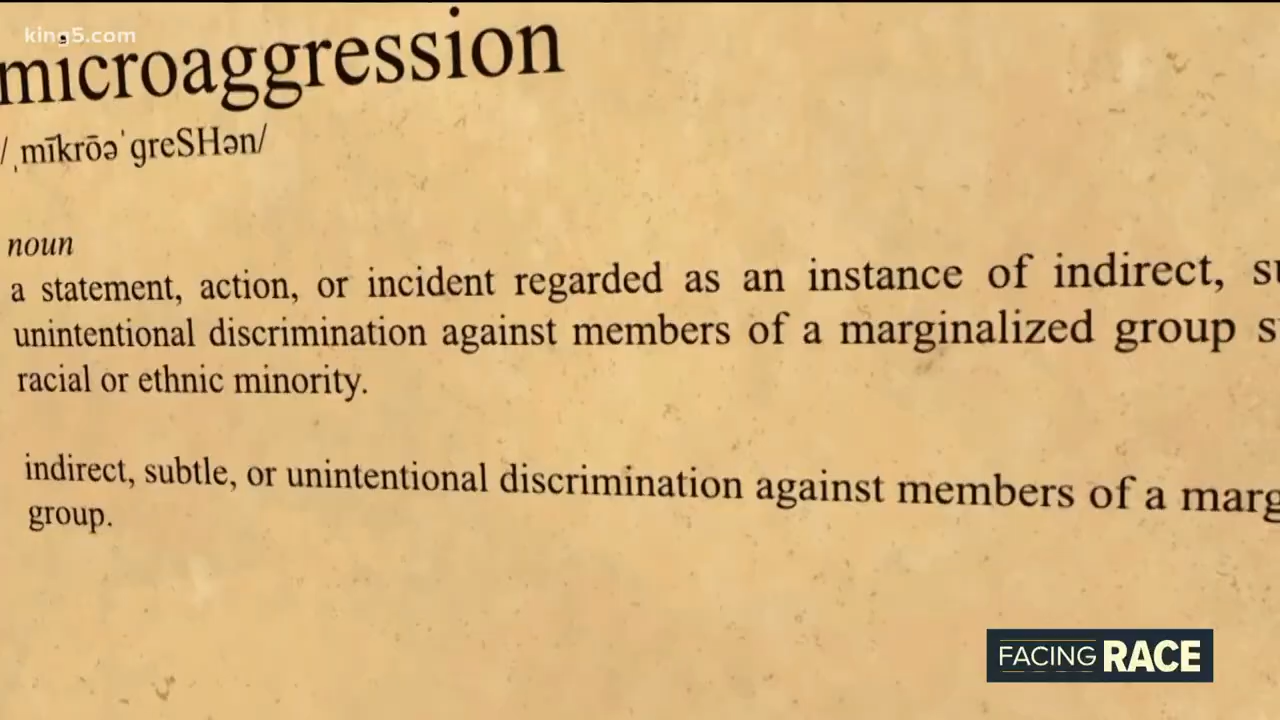 king5.com
microaggression
/ˌmīkrōəˈɡreSHən/
noun
a statement, action, or incident regarded as an instance of indirect,
unintentional discrimination against members of a marginalized group
racial or ethnic minority.
indirect, subtle, or unintentional discrimination against members of a
group.
FACING RACE